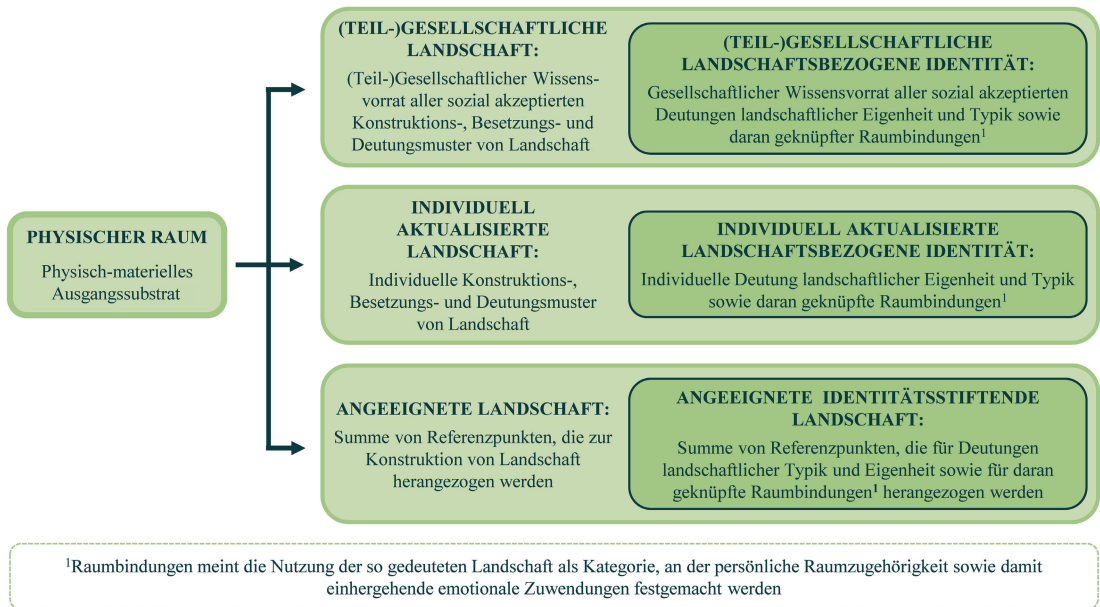 PHYSISCHER RAUM
Physisch-materielles
Ausgangssubstrat
(TEIL-)GESELLSCHAFTLICHE
LANDSCHAFT:
(Teil-)Gesellschaftlicher Wissens-
vorrat aller sozial akzeptierten
Konstruktions-, Besetzungs- und
Deutungsmuster von Landschaft
(TEIL-)GESELLSCHAFTLICHE
LANDSCHAFTSBEZOGENE IDENTITÄT:
Gesellschaftlicher Wissensvorrat aller sozial akzeptierten
Deutungen landschaftlicher Eigenheit und Typik sowie
daran geknüpfter Raumbindungen¹
INDIVIDUELL
AKTUALISIERTE
LANDSCHAFT:
Individuelle Konstruktions-,
Besetzungs- und Deutungsmuster
von Landschaft
INDIVIDUELL AKTUALISIERTE
LANDSCHAFTSBEZOGENE IDENTITÄT:
Individuelle Deutung landschaftlicher Eigenheit und Typik
sowie daran geknüpfte Raumbindungen¹
ANGEEIGNETE LANDSCHAFT:
Summe von Referenzpunkten, die zur
Konstruktion von Landschaft
herangezogen werden
ANGEEIGNETE IDENTITÄTSSTIFTENDE
LANDSCHAFT:
Summe von Referenzpunkten, die für Deutungen
landschaftlicher Typik und Eigenheit sowie für daran
geknüpfte Raumbindungen¹ herangezogen werden
¹Raumbindungen meint die Nutzung der so gedeuteten Landschaft als Kategorie, an der persönliche Raumzugehörigkeit sowie damit
einhergehende emotionale Zuwendungen festgemacht werden